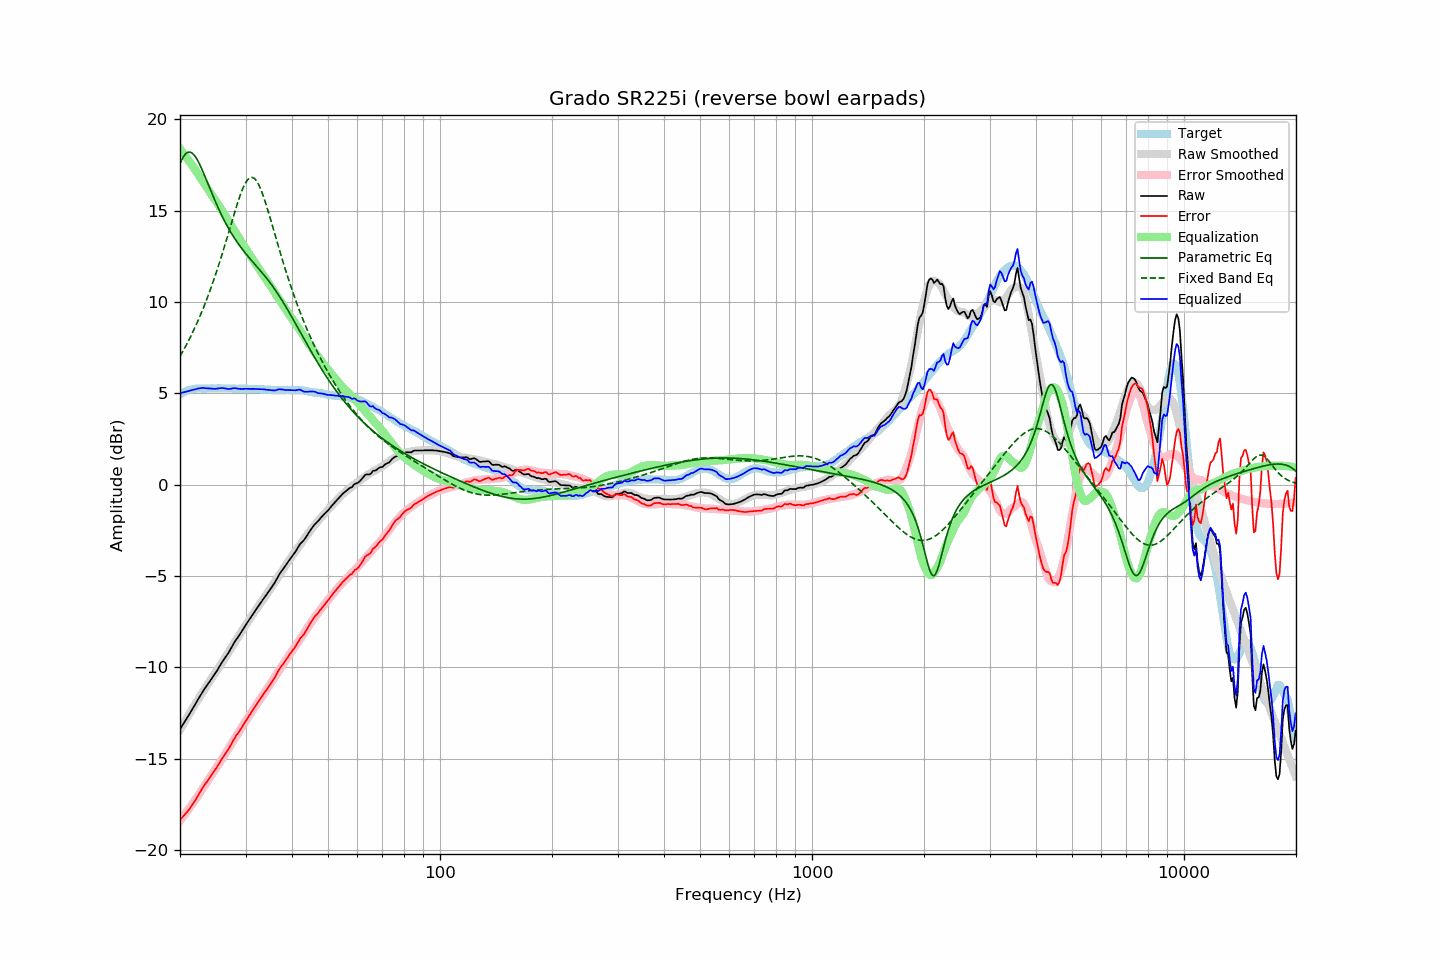 Grado SR225i (reverse bowl earpads)
Target
Raw Smoothed
Error Smoothed
Raw
Error
Equalization
Parametric Eq
Fixed Band Eq
Equalized
Amplitude (dBr)
20
15
10
5
0
−5
−10
−15
−20
100
1000
10000
Frequency (Hz)